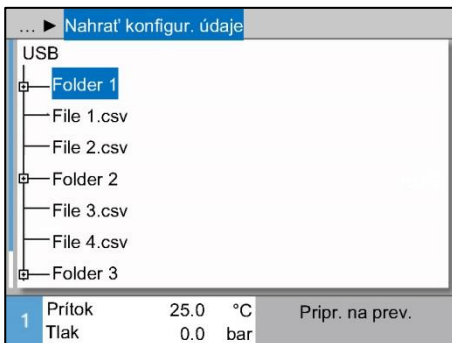 ... ► Nahrať konfigur. údaje
USB
Folder 1
File 1.csv
File 2.csv
Folder 2
File 3.csv
File 4.csv
Folder 3
1
Prítok 25.0 °C
Tlak 0.0 bar
Pripr. na prev.